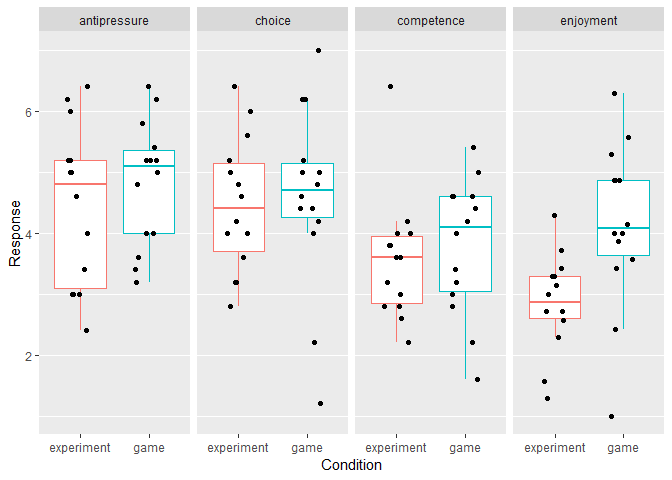 antipressure choice competence enjoyment
Response
6
4
2
experiment game experiment game experiment game experiment game
Condition